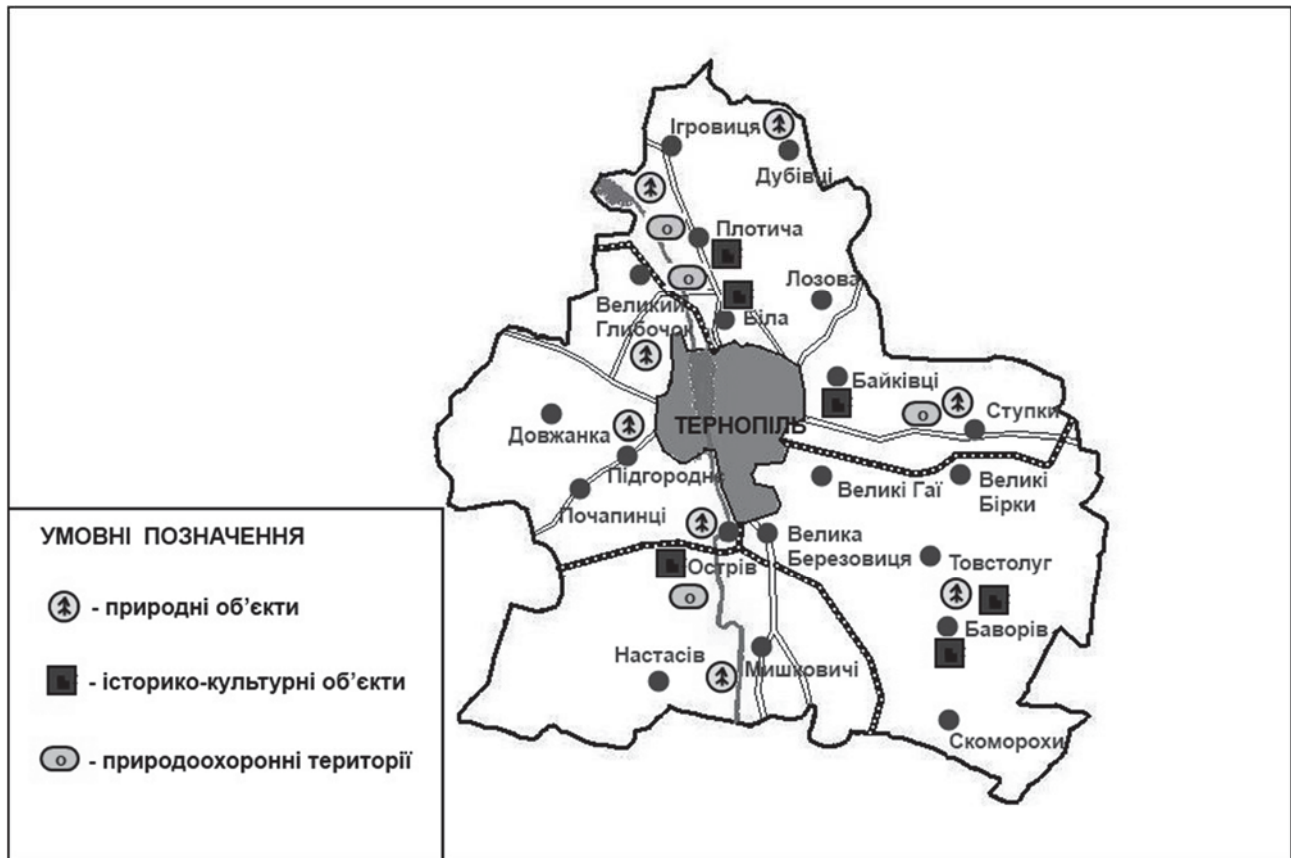 Ігровиця
Дубівці
Плотича
Лозова
Великий
Глибочок
Біла
Байківці
ТЕРНОПІЛЬ
Ступки
Довжанка
Підгороднє
Великі Гаї
Великі
Бірки
Почапинці
Велика
Березовиця
Товстолуг
Острів
Баворів
Настасів
Мишковичі
Скоморохи
УМОВНІ ПОЗНАЧЕННЯ
- природні об’єкти
- історико-культурні об’єкти
о - природоохоронні території
о
о
о
о